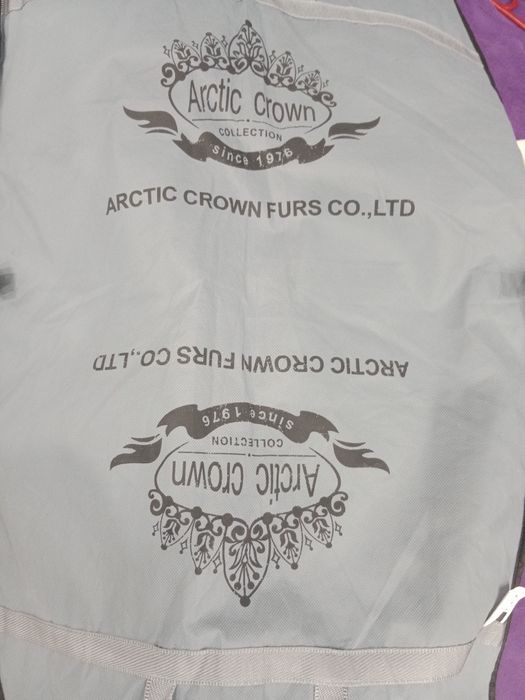 Arctic Crown
COLLECTION
since 1976
ARCTIC CROWN FURS CO.,LTD
ARCTIC CROWN FURS CO.,LTD
since 1976
COLLECTION
Arctic crown